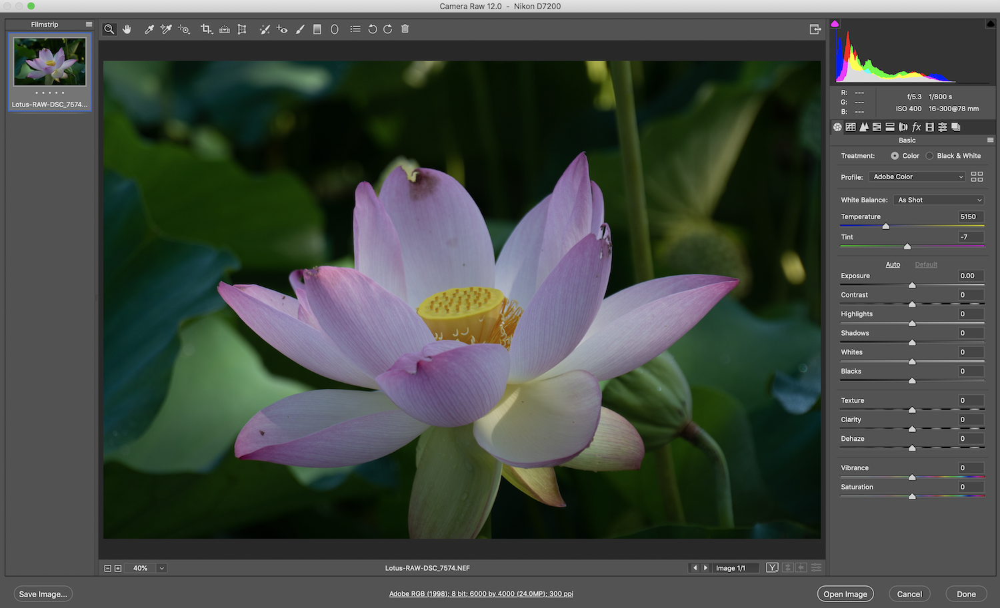 Camera Raw 12.0 - Nikon D7200
Filmstrip
Lotus-RAW-DSC_7574...
R: ---
G: ---
B: ---
f/5.3 1/800 s
ISO 400 16-300@78 mm
fx
Basic
Treatment: Color Black & White
Profile: Adobe Color
White Balance: As Shot
Temperature 5150
Tint -7
Auto Default
Exposure 0.00
Contrast 0
Highlights 0
Shadows 0
Whites 0
Blacks 0
Texture 0
Clarity 0
Dehaze 0
Vibrance 0
Saturation 0
40% Lotus-RAW-DSC_7574.NEF Image 1/1 Y
Save Image... Adobe RGB (1998); 8 bit; 6000 by 4000 (24.0MP); 300 ppi Open Image Cancel Done